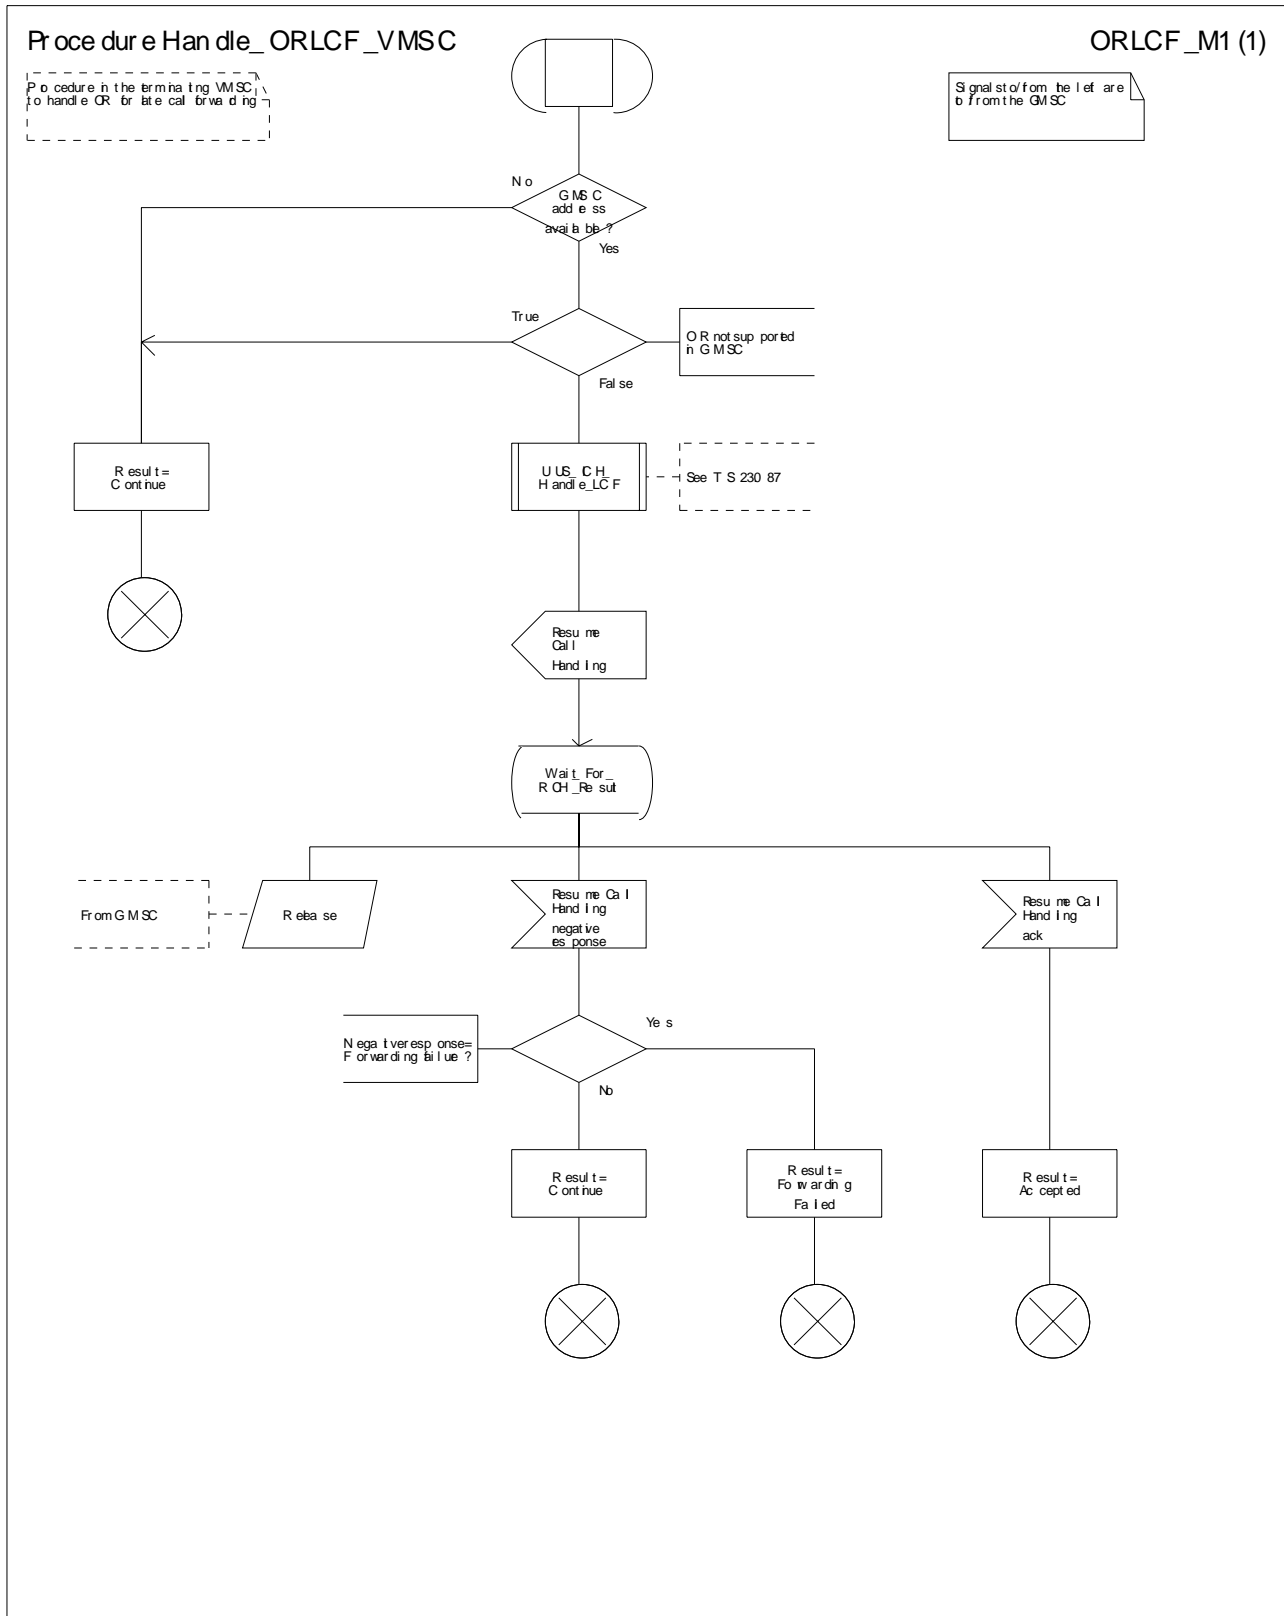 Procedure Handle_ORLCF_VMSC
ORLCF_M1(1)
Procedure in the terminating VMSC
to handle OR for late call forwarding
Signals to/from the left are
to/from the GMSC
No
GMSC
address
available?
Yes
True
OR not supported
in GMSC
False
Result=
Continue
UUS_ICH_
Handle_LCF
See TS 23087
Resume
Call
Handling
Wait_For_
RCH_Result
From GMSC
Release
Resume Call
Handling
negative
response
Resume Call
Handling
ack
Negative response=
Forwarding failure?
Yes
No
Result=
Continue
Result=
Forwarding
Failed
Result=
Accepted